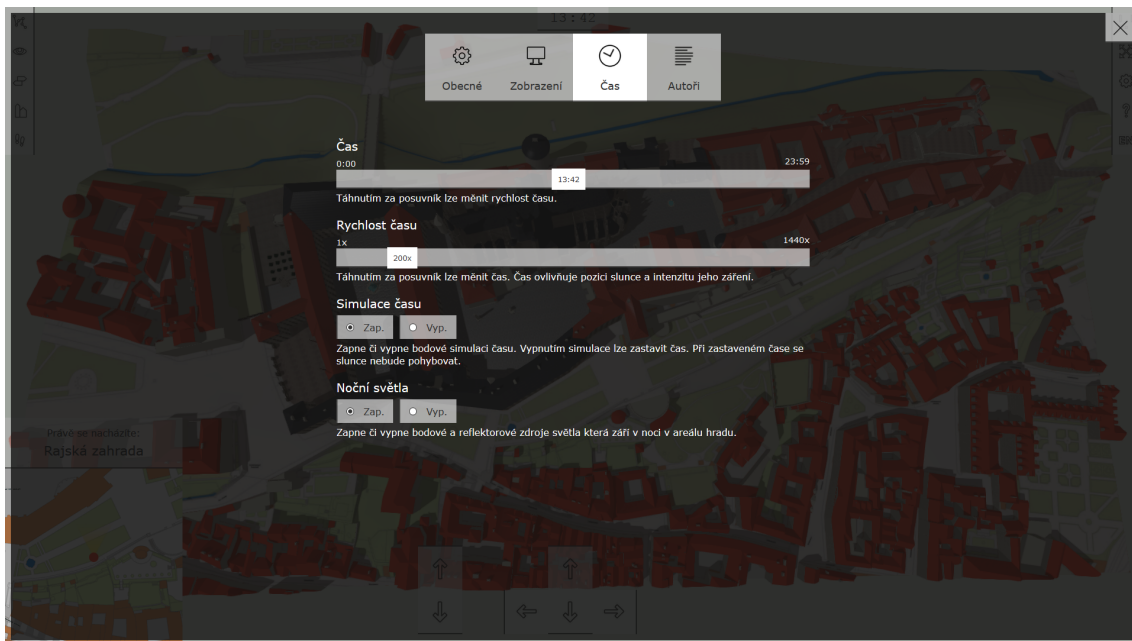 13:42
Obecné Zobrazení Čas Autoři
Čas
0:00 23:59
13:42
Táhnutím za posuvník lze měnit rychlost času.
Rychlost času
1x 1440x
200x
Táhnutím za posuvník lze měnit čas. Čas ovlivňuje pozici slunce a intenzitu jeho záření.
Simulace času
Zap. Vyp.
Zapne či vypne bodové simulaci času. Vypnutím simulace lze zastavit čas. Při zastaveném čase se
slunce nebude pohybovat.
Noční světla
Zap. Vyp.
Zapne či vypne bodové a reflektorové zdroje světla která září v noci v areálu hradu.
Právě se nacházíte:
Rajská zahrada